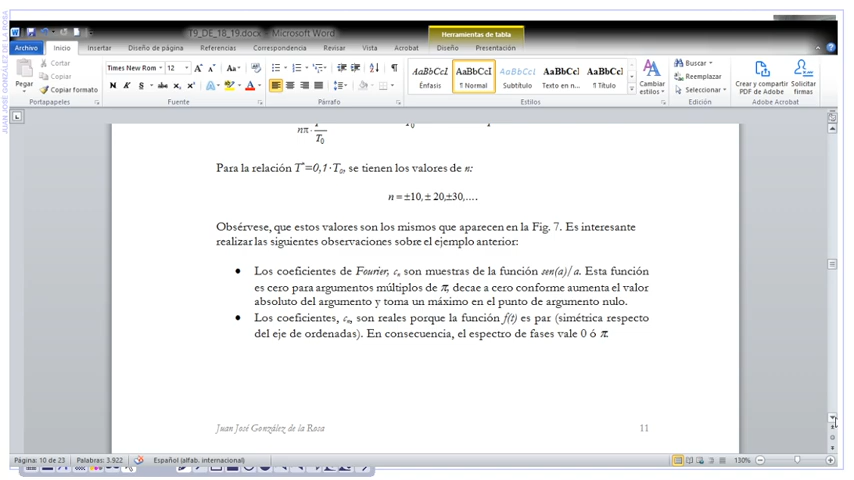 JUAN JOSÉ GONZÁLEZ DE LA ROSA
T9_DE_18_19.docx - Microsoft Word
Herramientas de tabla
Archivo Inicio Insertar Diseño de página Referencias Correspondencia Revisar Vista Acrobat Diseño Presentación
Pegar
Cortar
Copiar
Copiar formato
Portapapeles
Times New Rom 12
Fuente
Párrafo
AaBbCcI Énfasis
AaBbCcI ¶ Normal
AaBbCcI Subtítulo
AaBbCcI Texto en n...
AaBbCcI ¶ Título
Cambiar estilos
Estilos
Buscar
Reemplazar
Seleccionar
Edición
Crear y compartir PDF de Adobe
Solicitar firmas
Adobe Acrobat
nπ · T₀
Para la relación T*=0,1·T₀, se tienen los valores de n:
n = ±10,± 20,±30,....
Obsérvese, que estos valores son los mismos que aparecen en la Fig. 7. Es interesante
realizar las siguientes observaciones sobre el ejemplo anterior:
• Los coeficientes de Fourier, cₙ son muestras de la función sen(a)/a. Esta función
es cero para argumentos múltiplos de π, decae a cero conforme aumenta el valor
absoluto del argumento y toma un máximo en el punto de argumento nulo.
• Los coeficientes, cₙ, son reales porque la función f(t) es par (simétrica respecto
del eje de ordenadas). En consecuencia, el espectro de fases vale 0 ó π.
Juan José González de la Rosa 11
Página: 10 de 23 Palabras: 3.922 Español (alfab. internacional) 130%